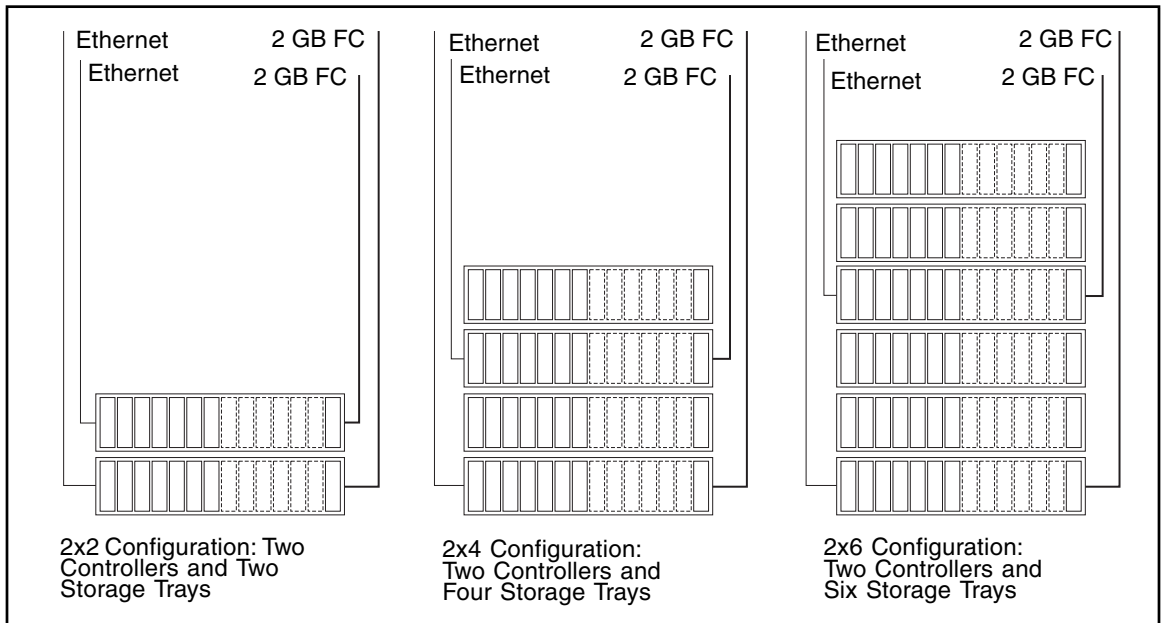 Ethernet
2 GB FC
Ethernet
2 GB FC
2x2 Configuration: Two
Controllers and Two
Storage Trays
Ethernet
2 GB FC
Ethernet
2 GB FC
2x4 Configuration:
Two Controllers and
Four Storage Trays
Ethernet
2 GB FC
Ethernet
2 GB FC
2x6 Configuration:
Two Controllers and
Six Storage Trays